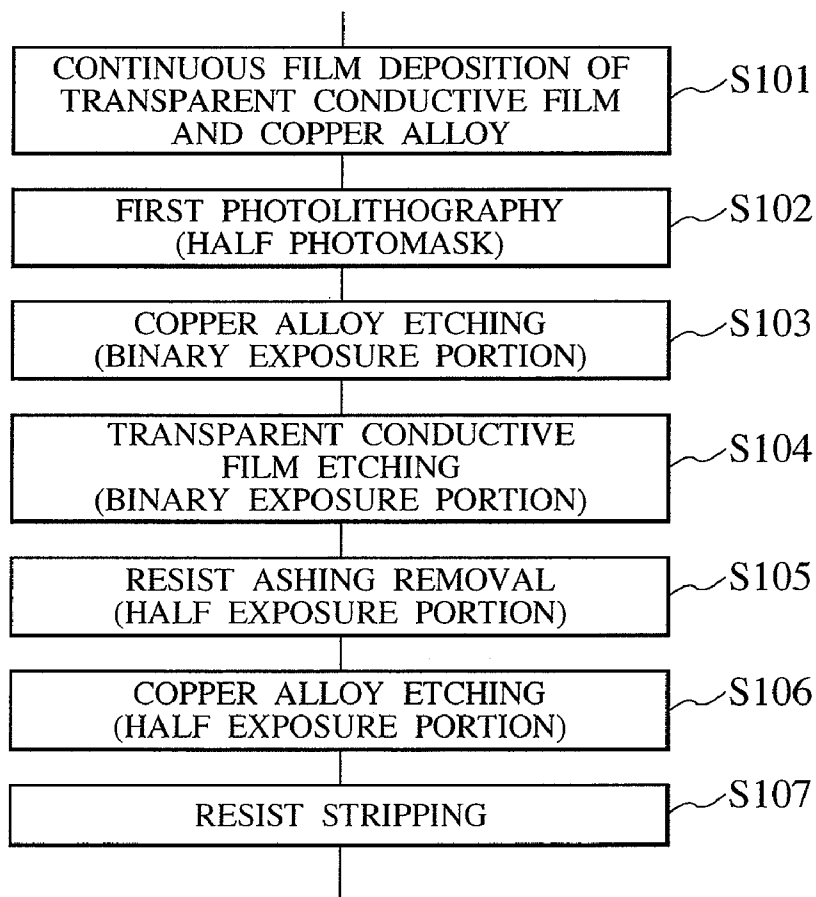 CONTINUOUS FILM DEPOSITION OF
TRANSPARENT CONDUCTIVE FILM
AND COPPER ALLOY
S101
FIRST PHOTOLITHOGRAPHY
(HALF PHOTOMASK)
S102
COPPER ALLOY ETCHING
(BINARY EXPOSURE PORTION)
S103
TRANSPARENT CONDUCTIVE
FILM ETCHING
(BINARY EXPOSURE PORTION)
S104
RESIST ASHING REMOVAL
(HALF EXPOSURE PORTION)
S105
COPPER ALLOY ETCHING
(HALF EXPOSURE PORTION)
S106
RESIST STRIPPING
S107